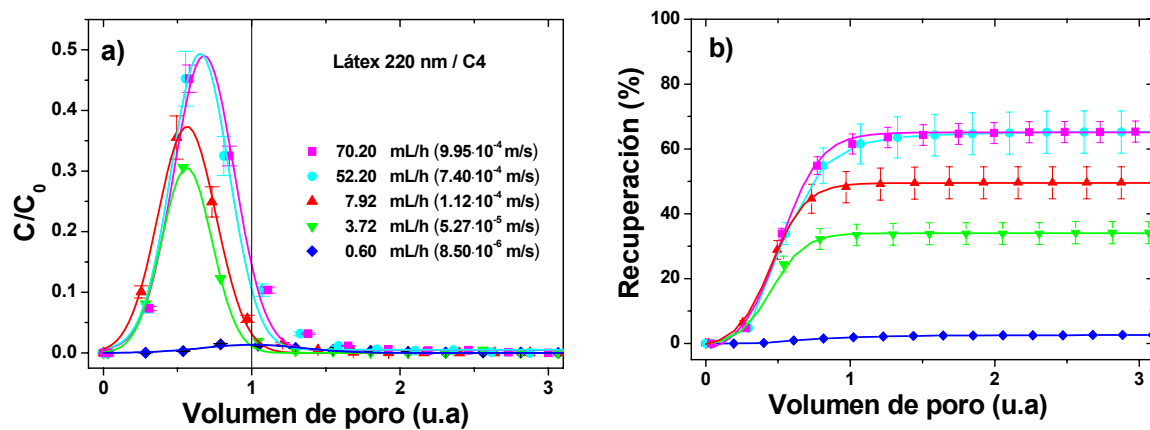 a)
Látex 220 nm / C4
70.20 mL/h (9.95·10⁻⁴ m/s)
52.20 mL/h (7.40·10⁻⁴ m/s)
7.92 mL/h (1.12·10⁻⁴ m/s)
3.72 mL/h (5.27·10⁻⁵ m/s)
0.60 mL/h (8.50·10⁻⁶ m/s)
C/C₀
0.5
0.4
0.3
0.2
0.1
0.0
0 1 2 3
Volumen de poro (u.a)
b)
Recuperación (%)
100
80
60
40
20
0
0 1 2 3
Volumen de poro (u.a)